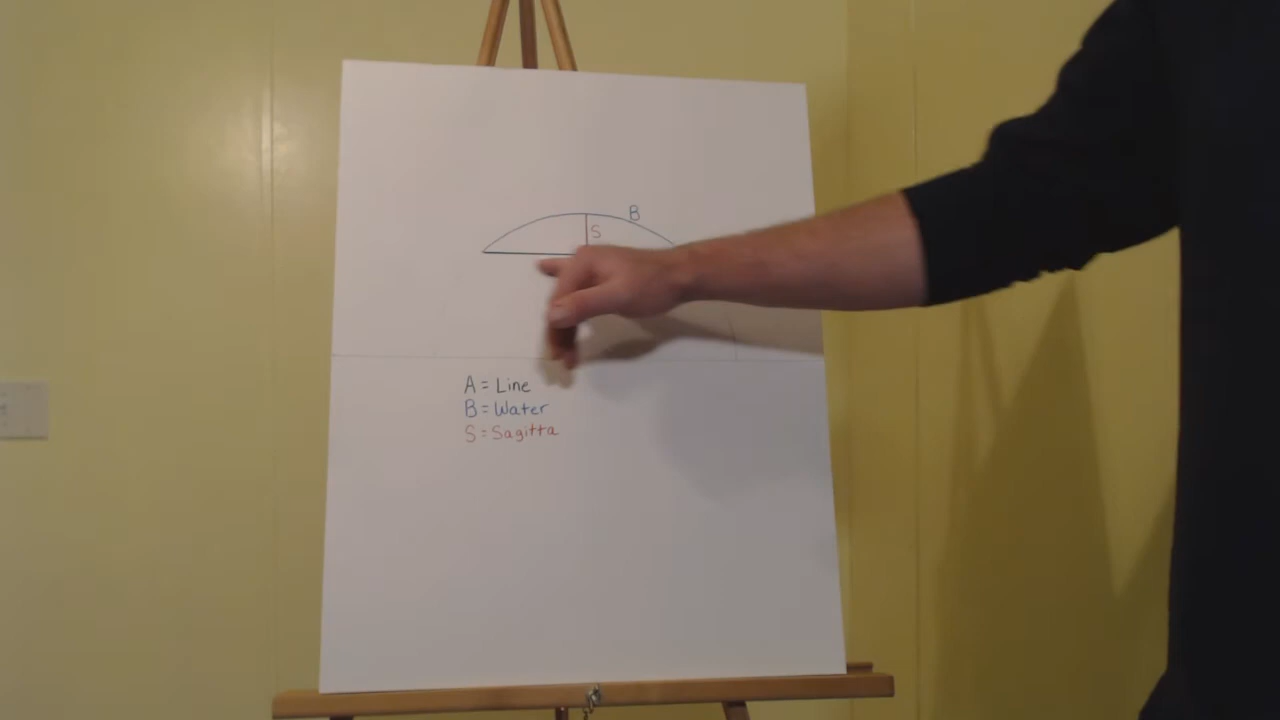 B
S
A = Line
B = Water
S = Sagitta